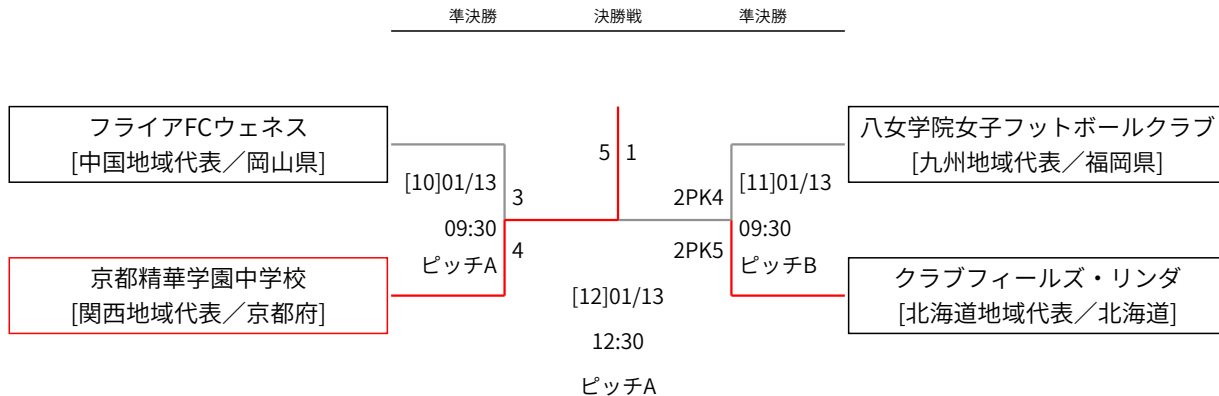 準決勝
決勝戦
準決勝
フライアFCウェネス
[中国地域代表／岡山県]
京都精華学園中学校
[関西地域代表／京都府]
[10]01/13
09:30
ピッチA
3
4
5
1
[12]01/13
12:30
ピッチA
2PK4
2PK5
[11]01/13
09:30
ピッチB
八女学院女子フットボールクラブ
[九州地域代表／福岡県]
クラブフィールズ・リンダ
[北海道地域代表／北海道]